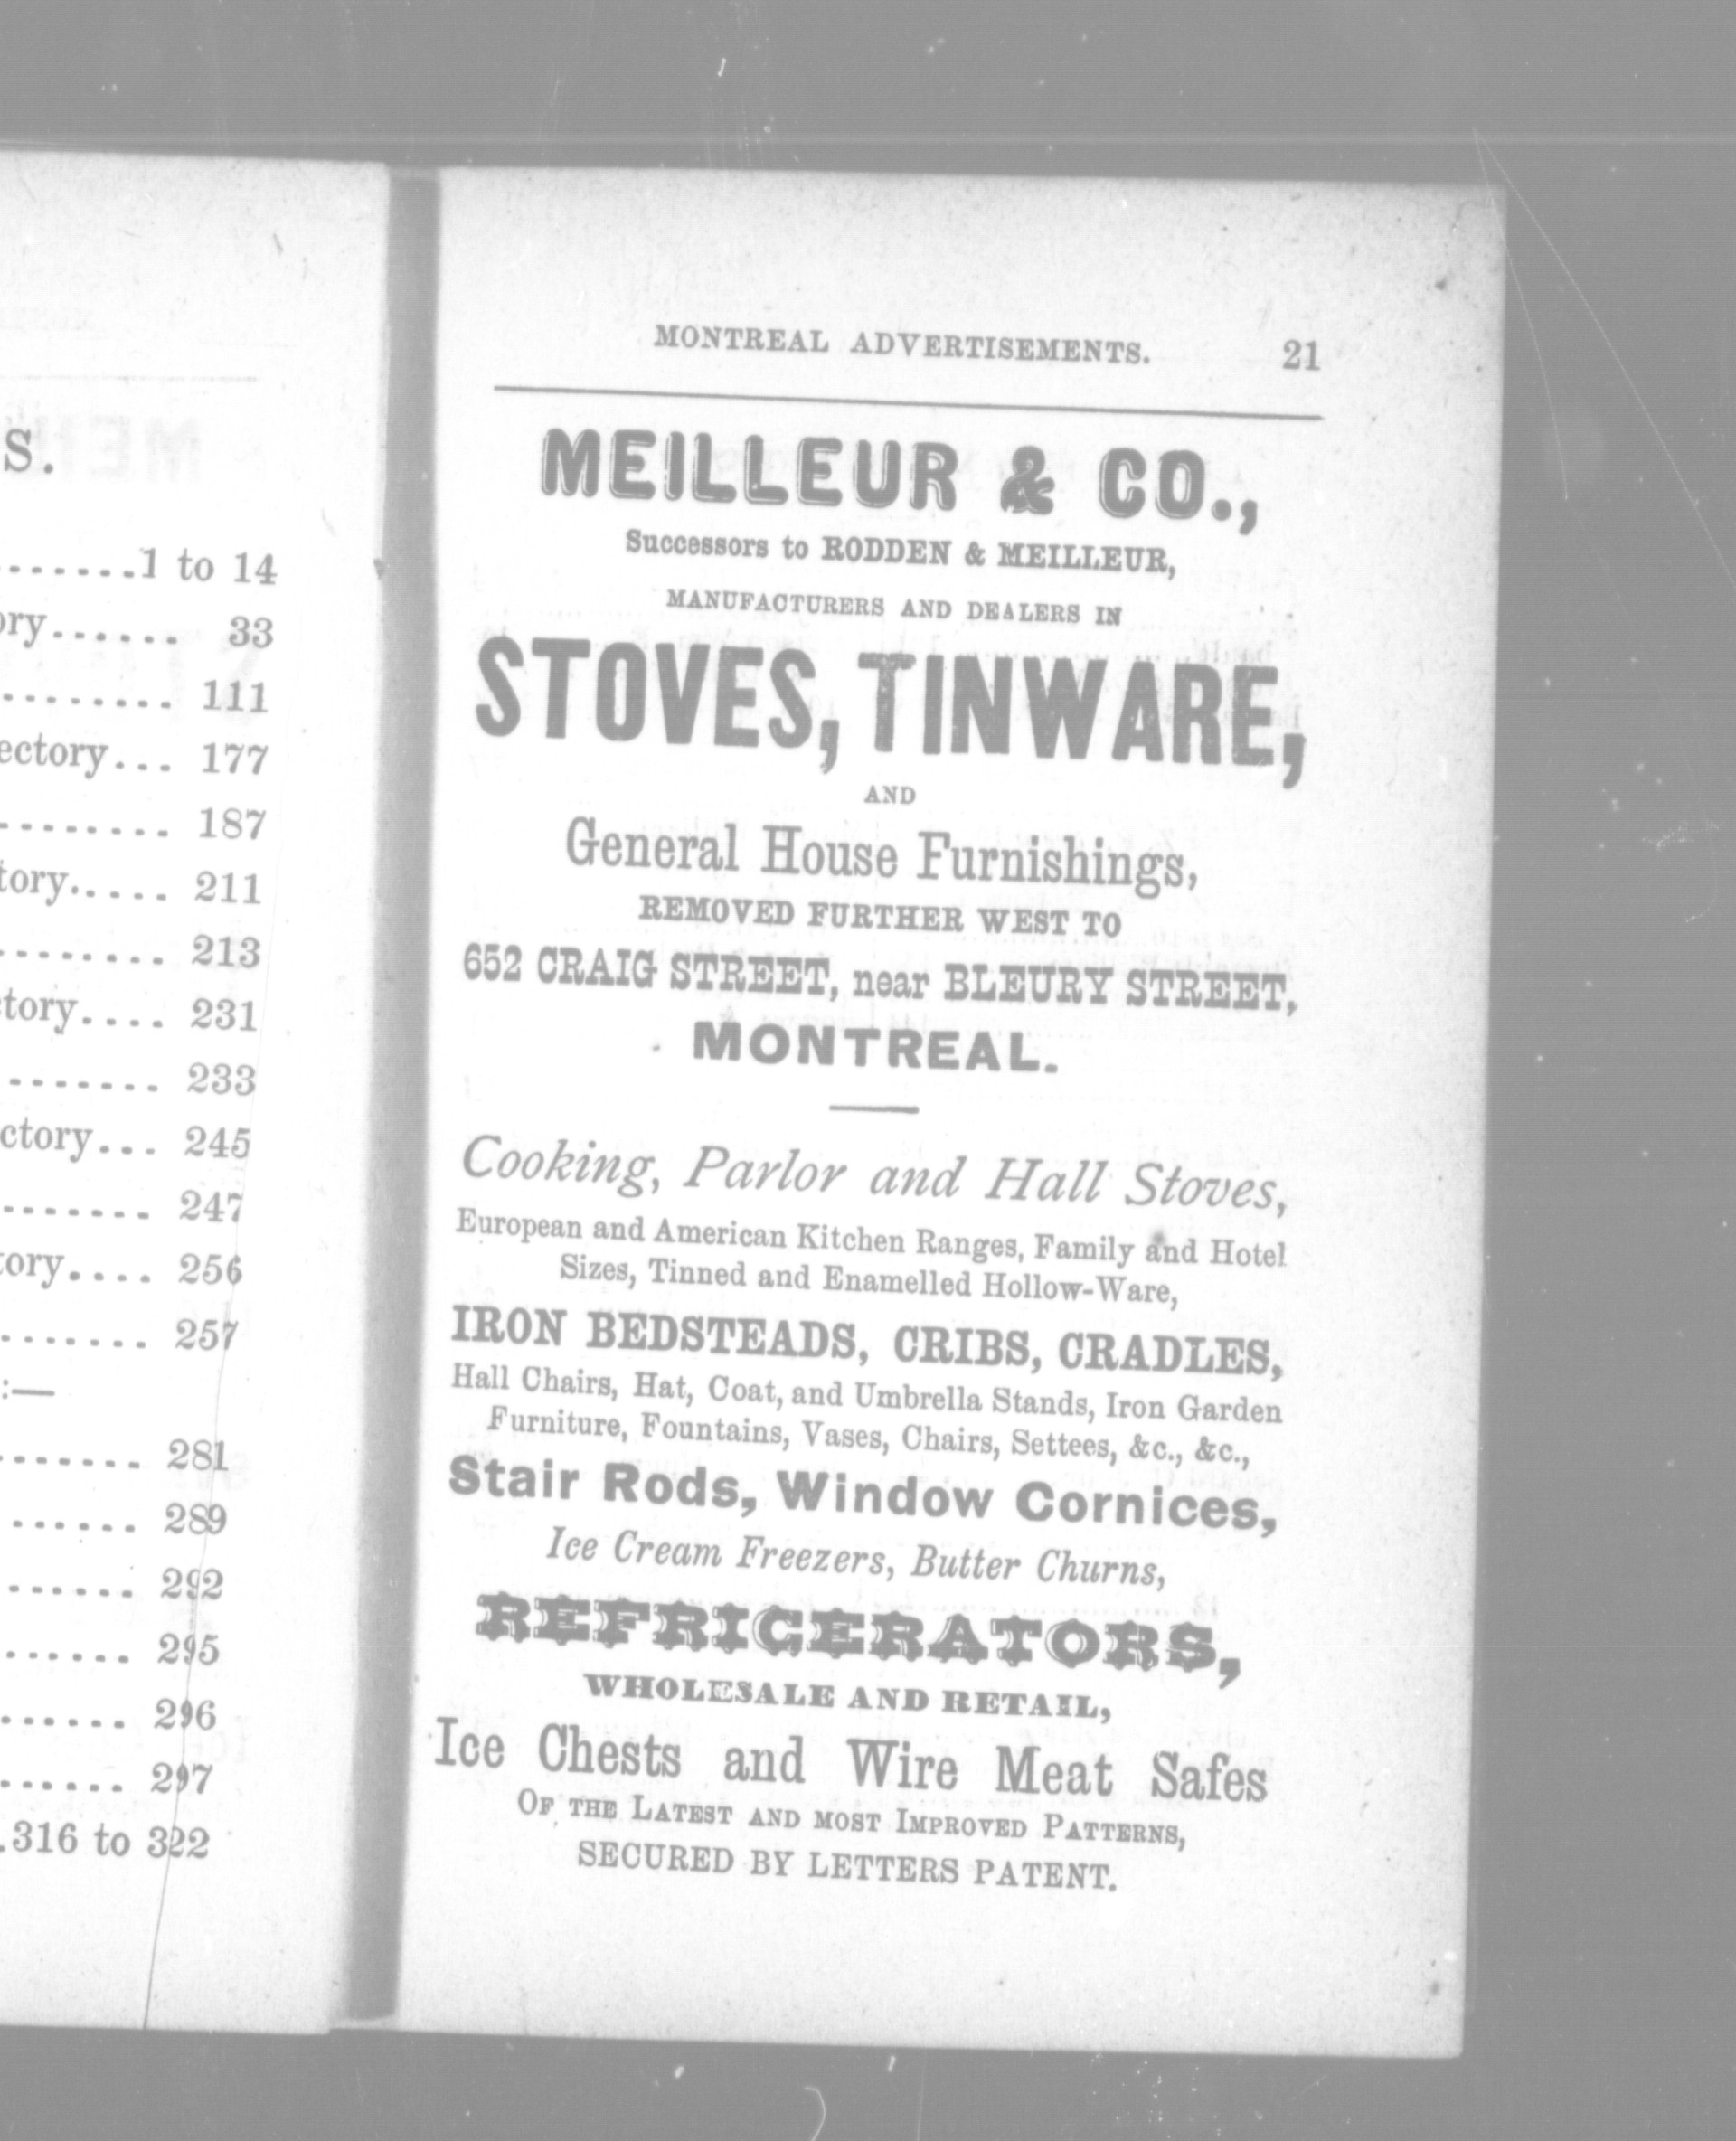 S.
.......1 to 14
ory...... 33
........ 111
ectory... 177
........ 187
tory..... 211
........ 213
ctory.... 231
....... 233
ctory... 245
....... 247
tory.... 256
....... 257
:—
....... 281
...... 289
...... 292
...... 295
...... 296
...... 297
.316 to 322
MONTREAL ADVERTISEMENTS. 21
MEILLEUR & CO.,
Successors to RODDEN & MEILLEUR,
MANUFACTURERS AND DEALERS IN
STOVES, TINWARE,
AND
General House Furnishings,
REMOVED FURTHER WEST TO
652 CRAIG STREET, near BLEURY STREET,
MONTREAL.
Cooking, Parlor and Hall Stoves,
European and American Kitchen Ranges, Family and Hotel
Sizes, Tinned and Enamelled Hollow-Ware,
IRON BEDSTEADS, CRIBS, CRADLES,
Hall Chairs, Hat, Coat, and Umbrella Stands, Iron Garden
Furniture, Fountains, Vases, Chairs, Settees, &c., &c.,
Stair Rods, Window Cornices,
Ice Cream Freezers, Butter Churns,
REFRIGERATORS,
WHOLESALE AND RETAIL,
Ice Chests and Wire Meat Safes
OF THE LATEST AND MOST IMPROVED PATTERNS,
SECURED BY LETTERS PATENT.